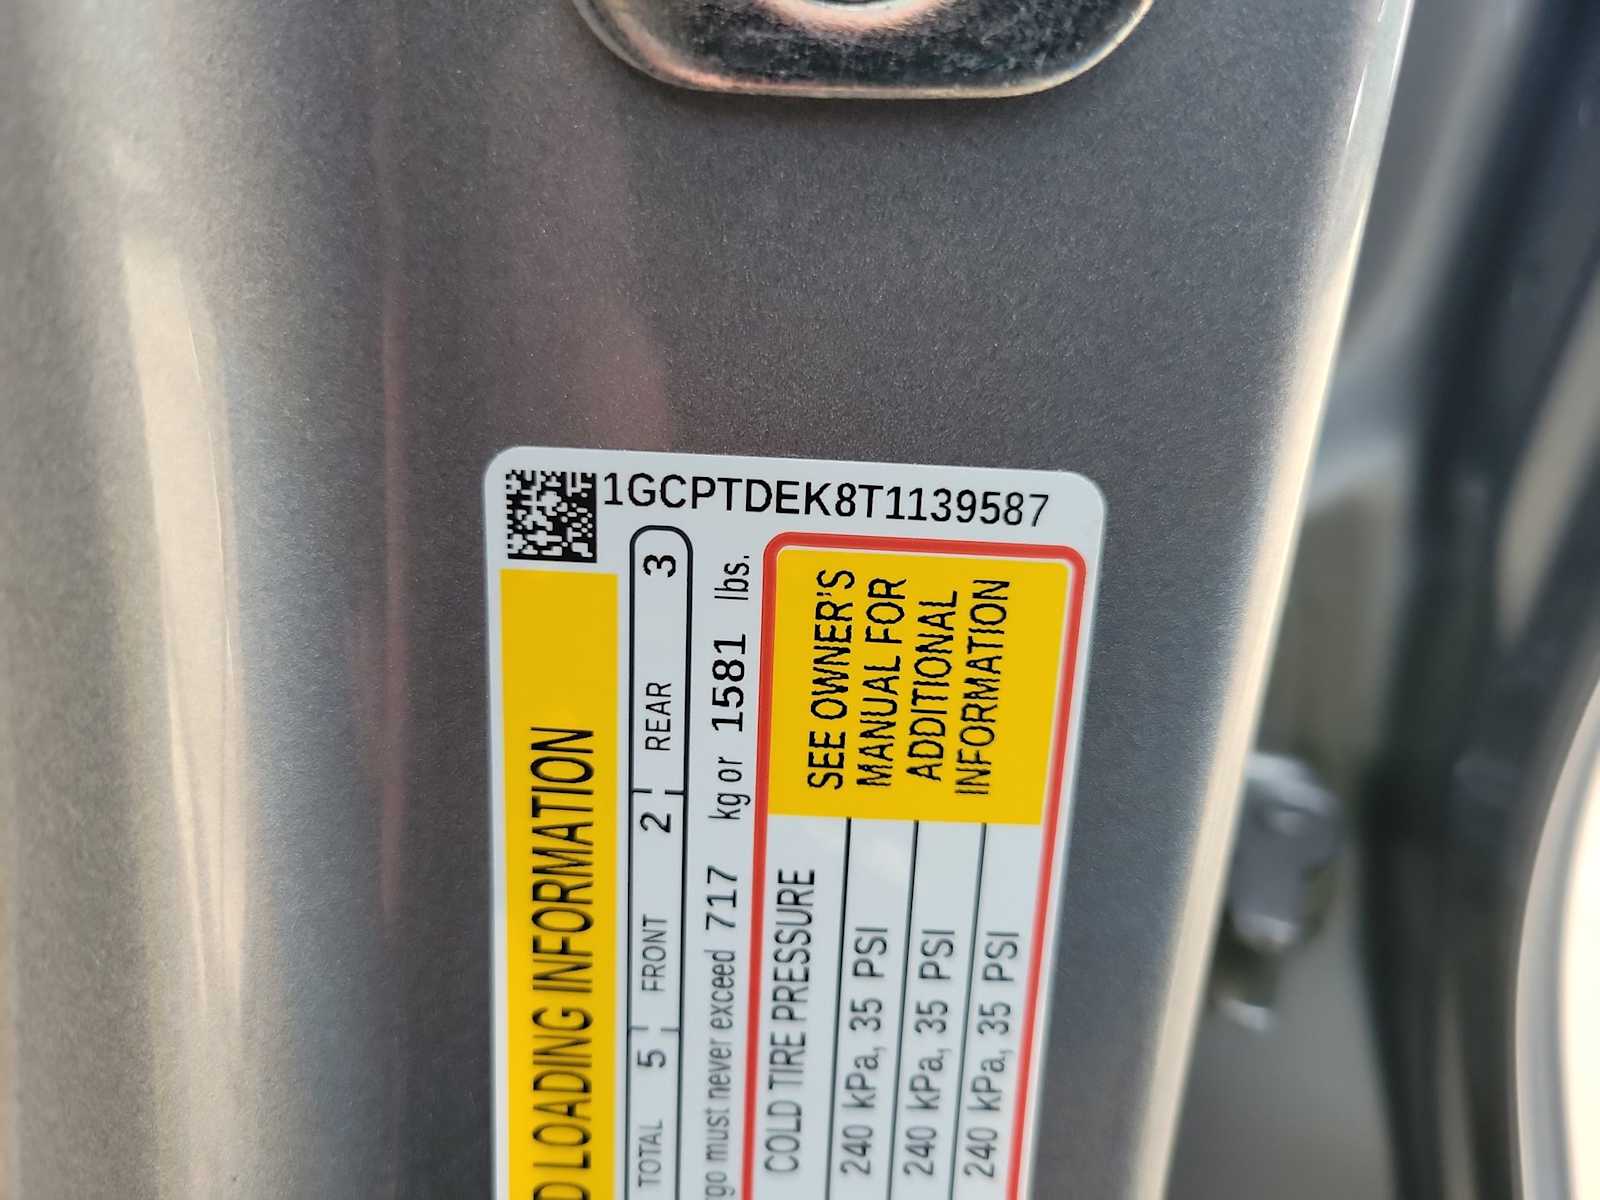 1GCPTDEK8T1139587
D LOADING INFORMATION
TOTAL 5 FRONT 2 REAR 3
go must never exceed 717 kg or 1581 lbs.
COLD TIRE PRESSURE
240 kPa, 35 PSI
240 kPa, 35 PSI
240 kPa, 35 PSI
SEE OWNER'S
MANUAL FOR
ADDITIONAL
INFORMATION